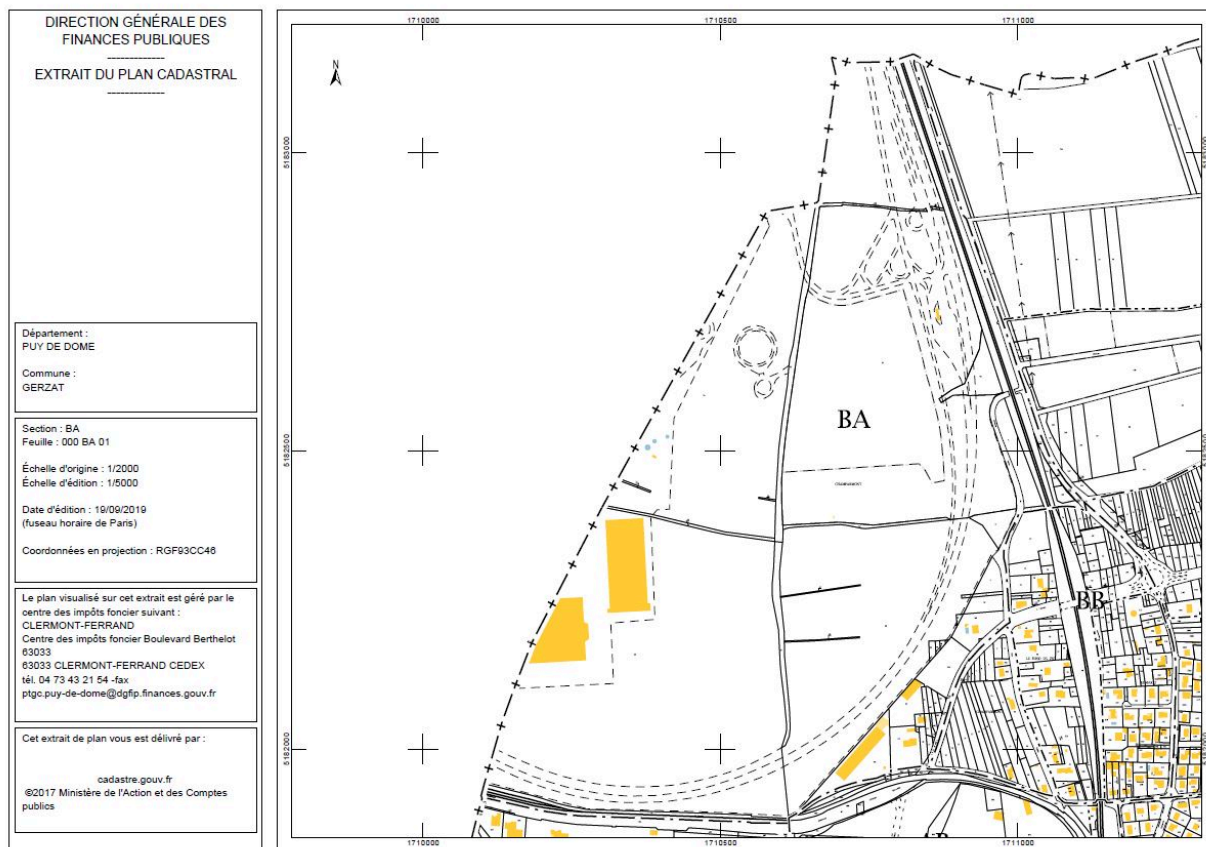 DIRECTION GÉNÉRALE DES
FINANCES PUBLIQUES
-------------
EXTRAIT DU PLAN CADASTRAL
-------------
Département :
PUY DE DOME
Commune :
GERZAT
Section : BA
Feuille : 000 BA 01
Échelle d'origine : 1/2000
Échelle d'édition : 1/5000
Date d'édition : 19/09/2019
(fuseau horaire de Paris)
Coordonnées en projection : RGF93CC46
Le plan visualisé sur cet extrait est géré par le
centre des impôts foncier suivant :
CLERMONT-FERRAND
Centre des impôts foncier Boulevard Berthelot
63033
63033 CLERMONT-FERRAND CEDEX
tél. 04 73 43 21 54 -fax
ptgc.puy-de-dome@dgfip.finances.gouv.fr
Cet extrait de plan vous est délivré par :
cadastre.gouv.fr
©2017 Ministère de l'Action et des Comptes
publics
1710000
1710500
1711000
N
5183000
5183000
BA
5182500
5182500
BB
5182000
5182000
1710000
1710500
1711000